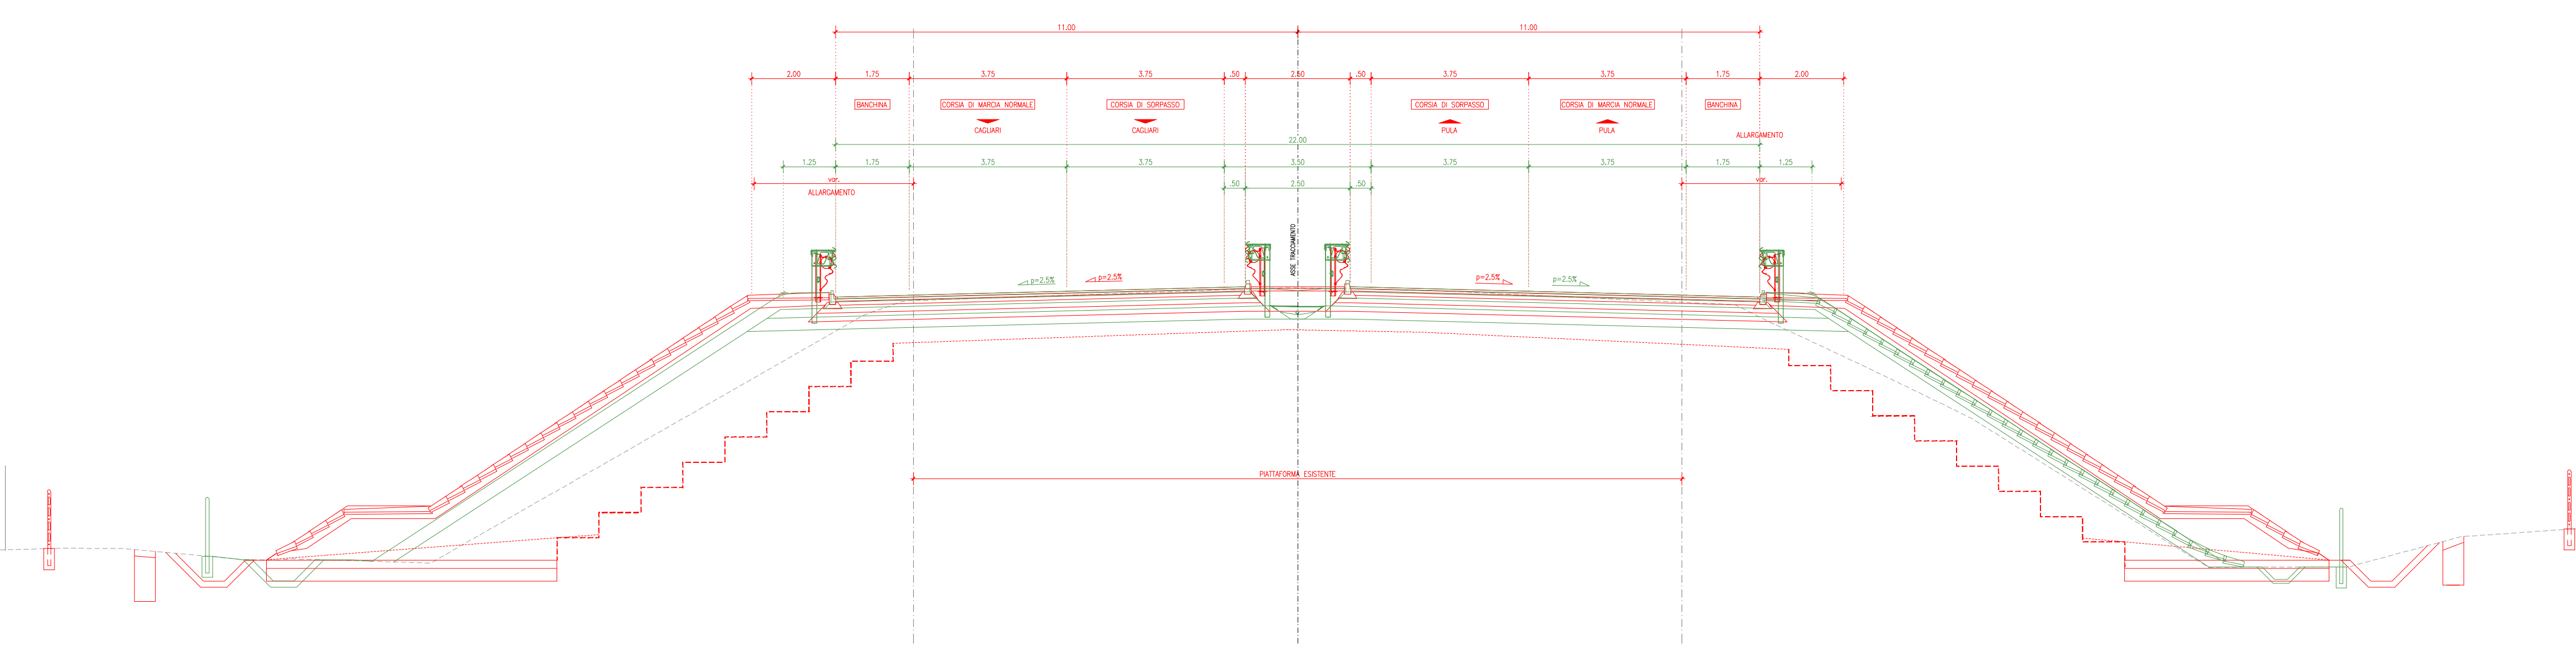 11.00 11.00
2.00 1.75 3.75 3.75 .50 2.50 .50 3.75 3.75 1.75 2.00
BANCHINA CORSIA DI MARCIA NORMALE CORSIA DI SORPASSO CORSIA DI SORPASSO CORSIA DI MARCIA NORMALE BANCHINA
CAGLIARI CAGLIARI PULA PULA
ALLARGAMENTO
22.00
1.25 1.75 3.75 3.75 3.50 3.75 3.75 1.75 1.25
var. .50 2.50 .50 var.
ALLARGAMENTO
ASSE TRACCIAMENTO
p=2.5% p=2.5% p=2.5% p=2.5%
PIATTAFORMA ESISTENTE